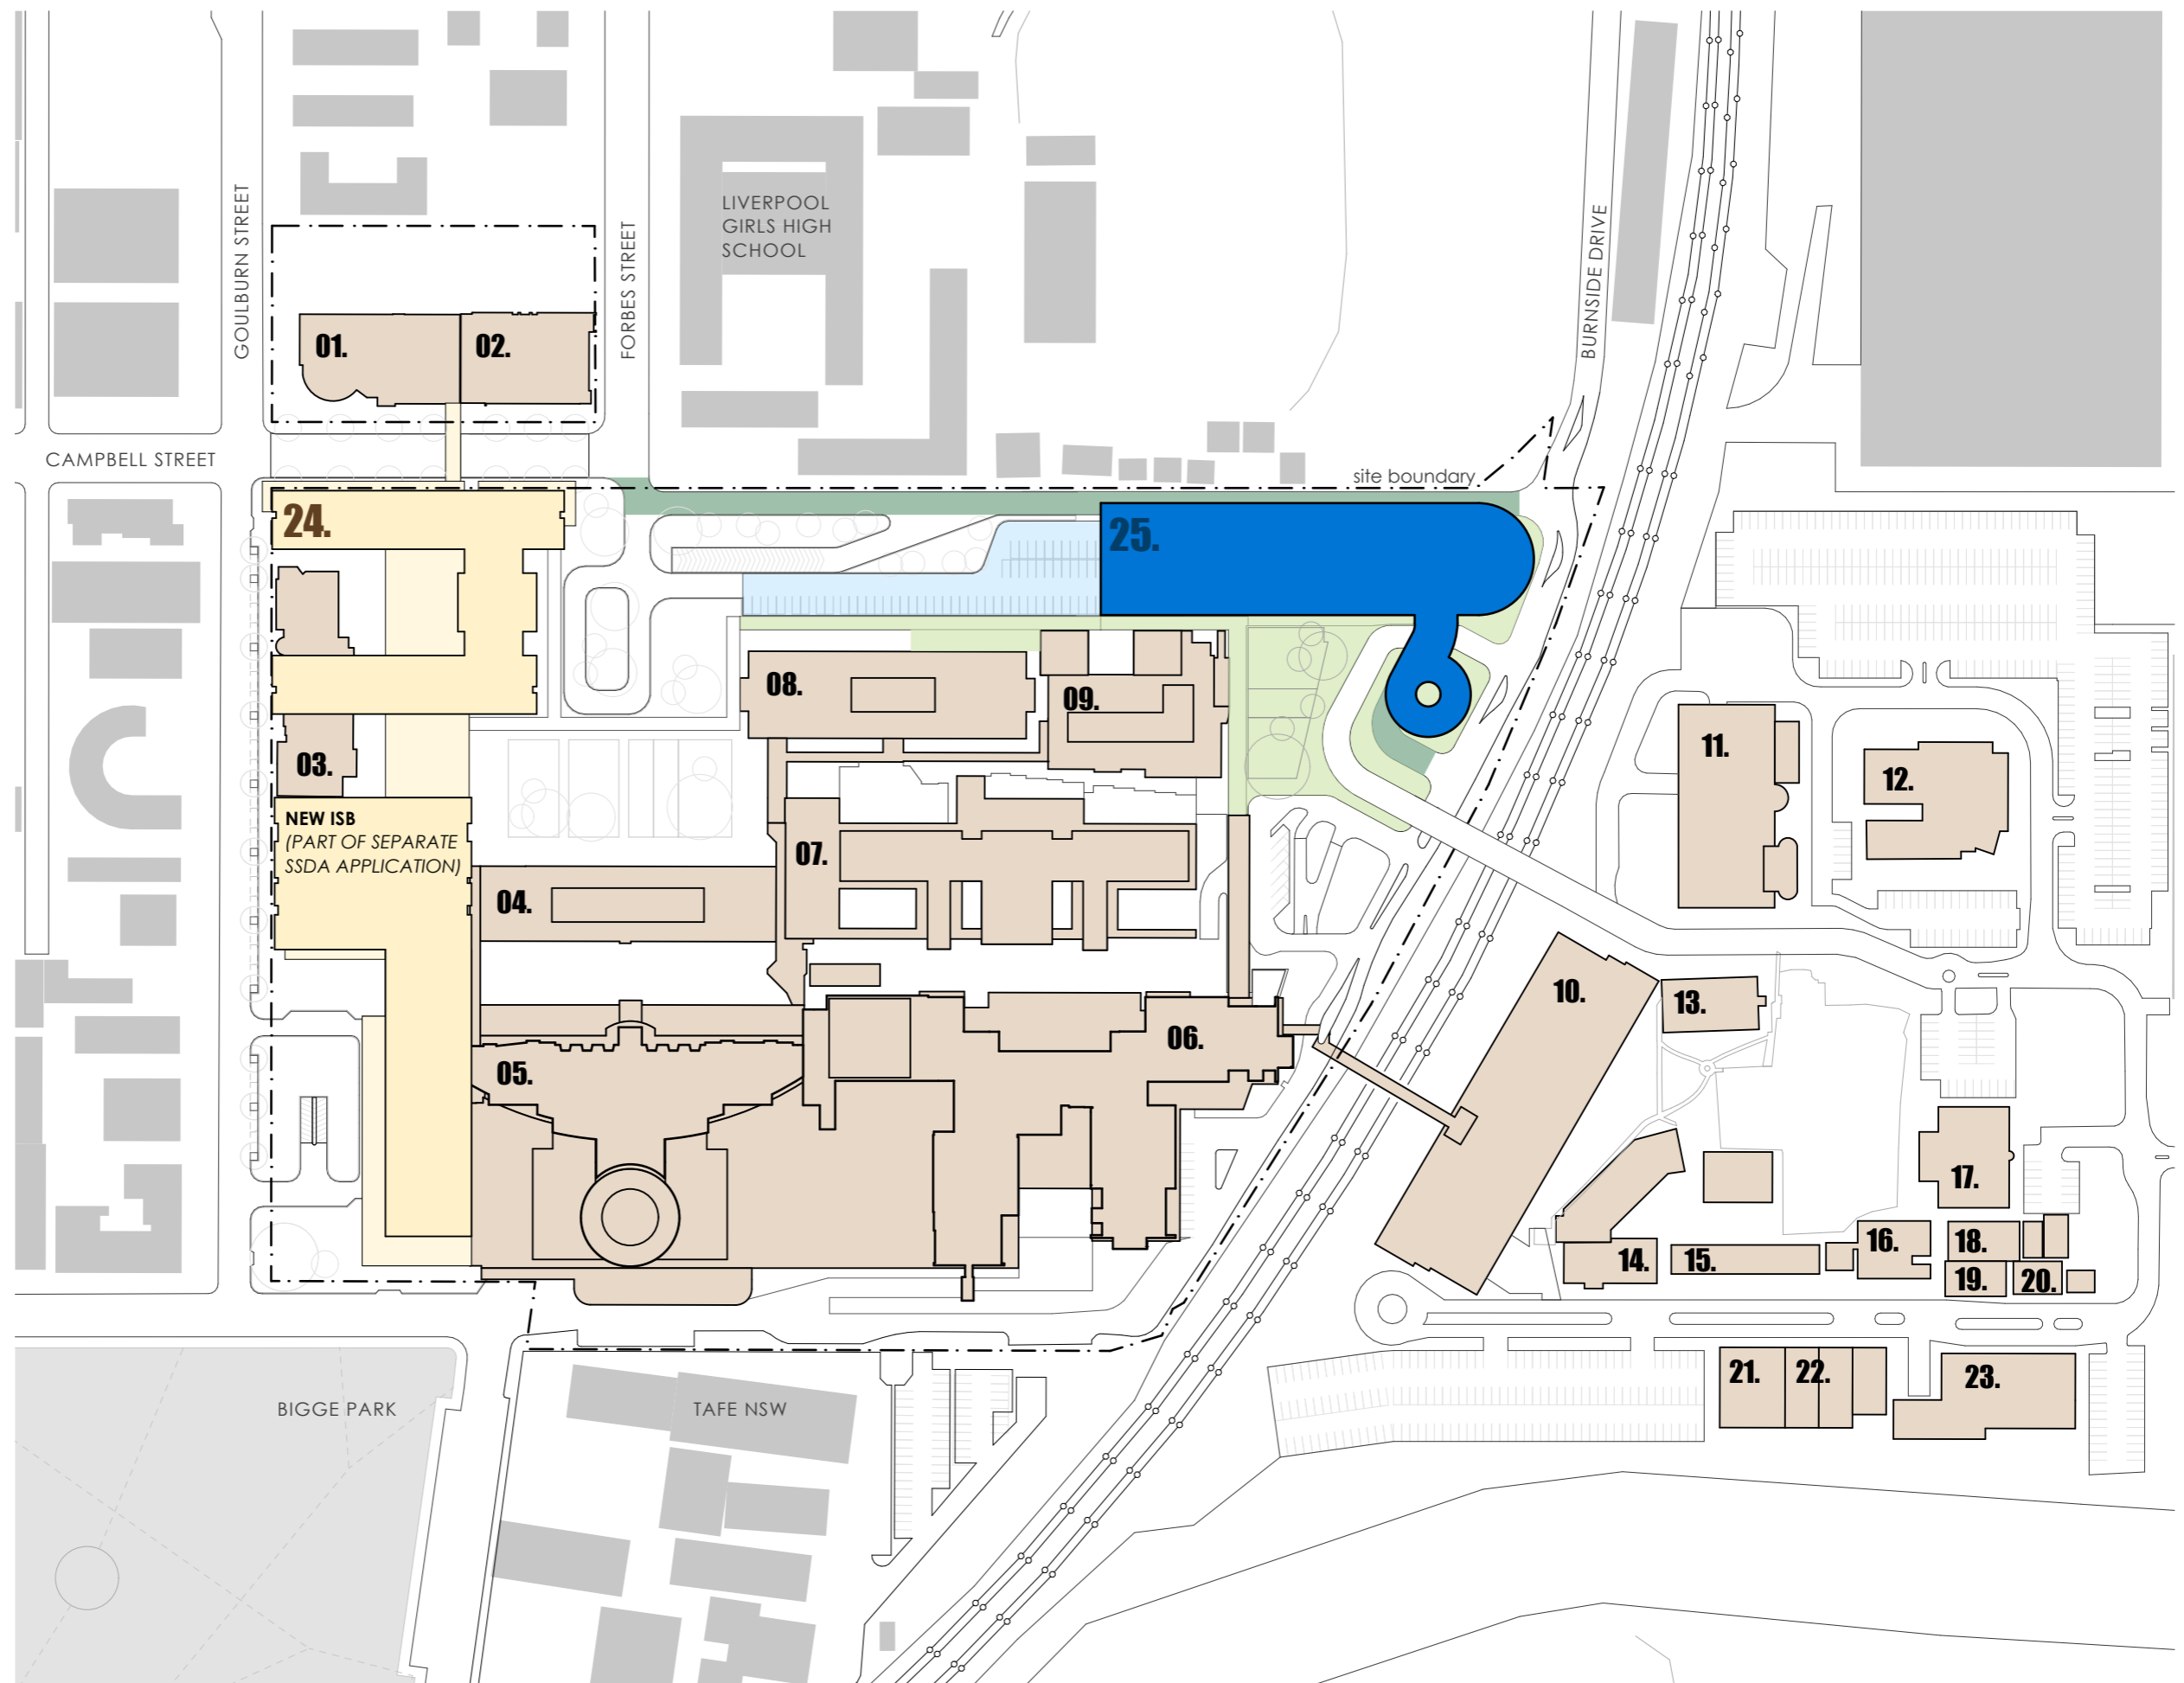 LIVERPOOL
GIRLS HIGH
SCHOOL
GOULBURN STREET
FORBES STREET
BURNSIDE DRIVE
01.
02.
CAMPBELL STREET
site boundary
24.
25.
08.
09.
03.
11.
12.
NEW ISB
(PART OF SEPARATE
SSDA APPLICATION)
07.
04.
10.
13.
06.
05.
17.
14.
15.
16.
18.
19.
20.
21.
22.
23.
BIGGE PARK
TAFE NSW